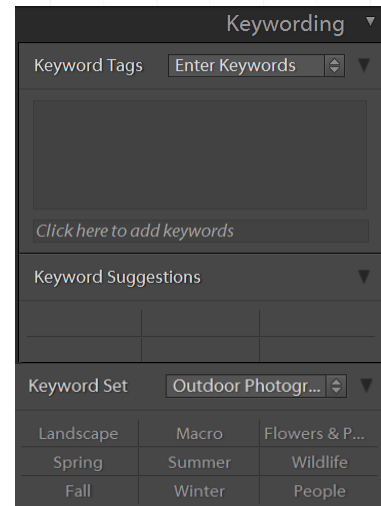 Keywording
Keyword Tags Enter Keywords
Click here to add keywords
Keyword Suggestions
Keyword Set Outdoor Photogr...
Landscape Macro Flowers & P...
Spring Summer Wildlife
Fall Winter People